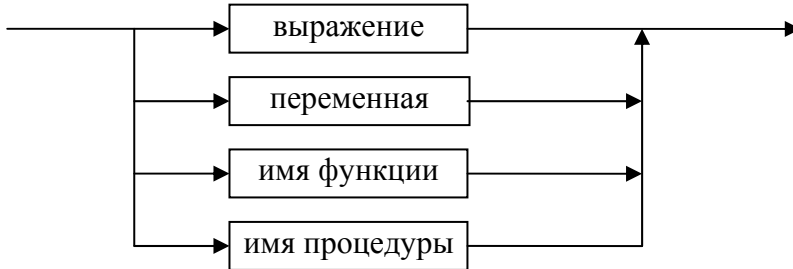 выражение
переменная
имя функции
имя процедуры